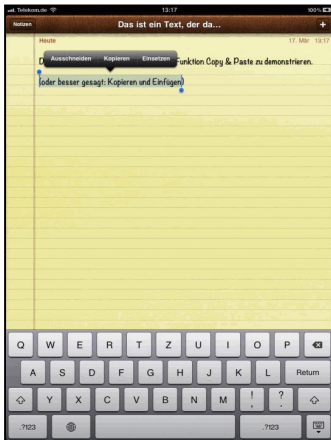 Telekom.de 13:17 100%
Notizen Das ist ein Text, der da... +
Heute 17. Mär 13:17
Ausschneiden Kopieren Einsetzen
D Funktion Copy & Paste zu demonstrieren.
(oder besser gesagt: Kopieren und Einfügen)
Q W E R T Z U I O P
A S D F G H J K L Return
Y X C V B N M ! , ? .
.?123 .?123